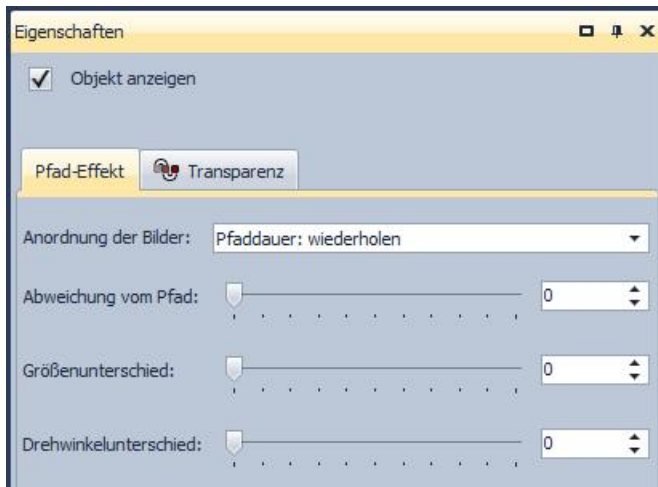 Eigenschaften
Objekt anzeigen
Pfad-Effekt Transparenz
Anordnung der Bilder: Pfaddauer: wiederholen
Abweichung vom Pfad: 0
Größenunterschied: 0
Drehwinkelunterschied: 0